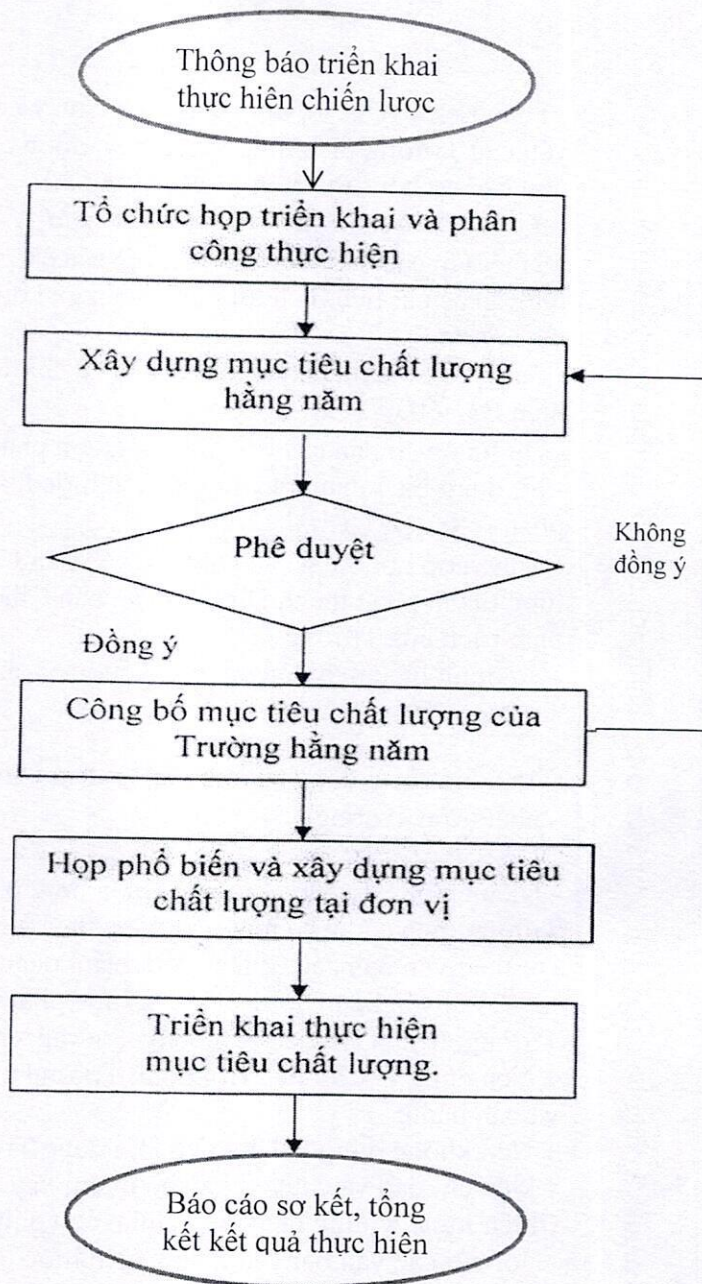 Thông báo triển khai
thực hiên chiến lược
Tổ chức họp triển khai và phân
công thực hiện
Xây dựng mục tiêu chất lượng
hằng năm
Phê duyệt
Không
đồng ý
Đồng ý
Công bố mục tiêu chất lượng của
Trường hằng năm
Họp phổ biến và xây dựng mục tiêu
chất lượng tại đơn vị
Triển khai thực hiện
mục tiêu chất lượng.
Báo cáo sơ kết, tổng
kết kết quả thực hiện